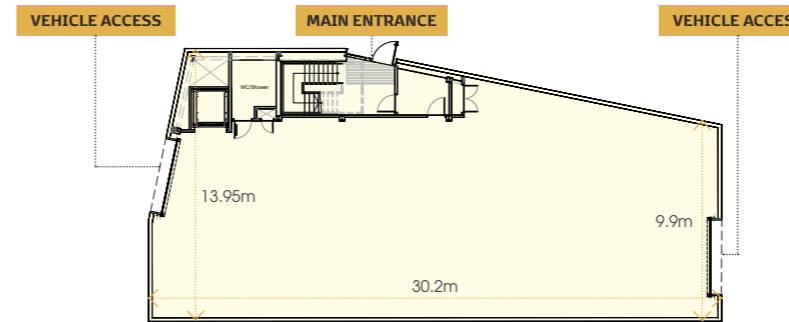 VEHICLE ACCESS
MAIN ENTRANCE
VEHICLE ACCES
WC/Shower
13.95m
9.9m
30.2m